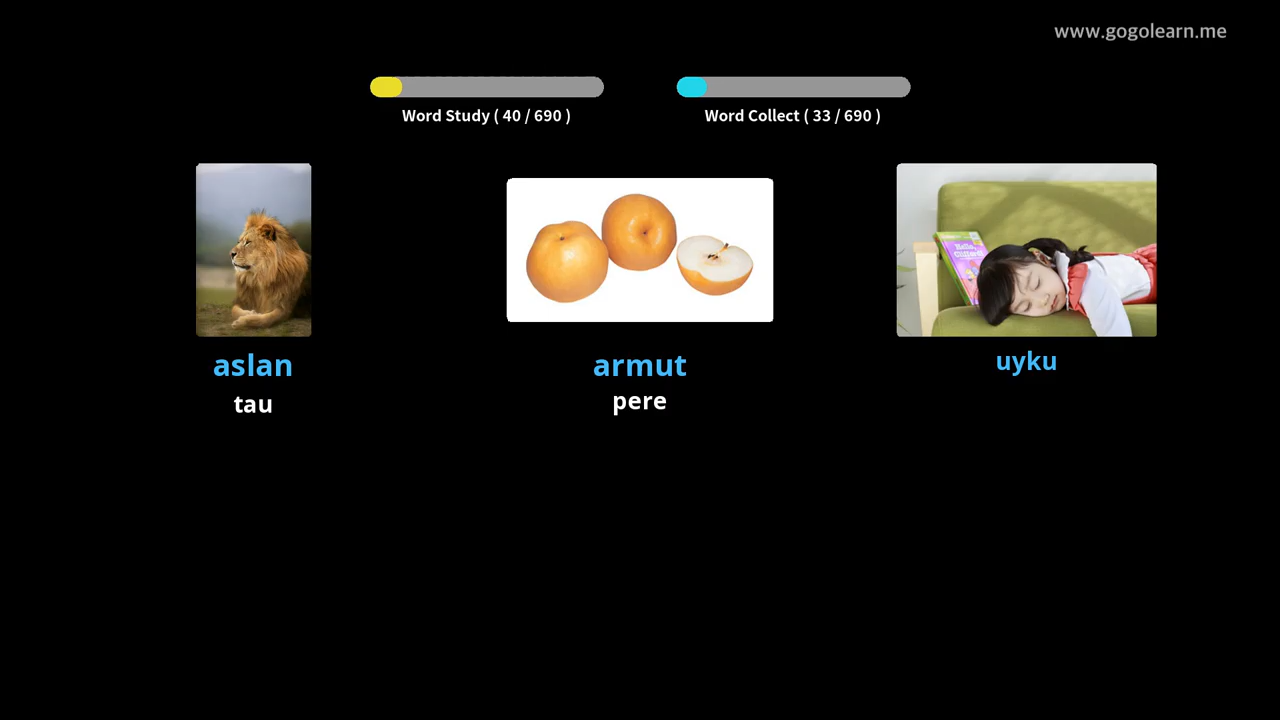 www.gogolearn.me
Word Study ( 40 / 690 )
Word Collect ( 33 / 690 )
aslan
tau
armut
pere
uyku